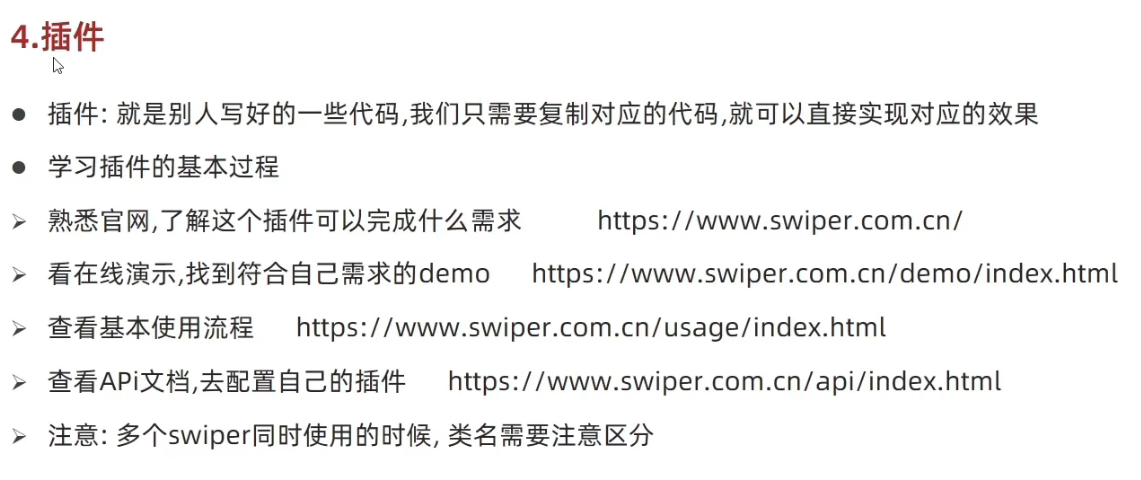 4.插件
● 插件: 就是别人写好的一些代码,我们只需要复制对应的代码,就可以直接实现对应的效果
● 学习插件的基本过程
➢ 熟悉官网,了解这个插件可以完成什么需求 https://www.swiper.com.cn/
➢ 看在线演示,找到符合自己需求的demo https://www.swiper.com.cn/demo/index.html
➢ 查看基本使用流程 https://www.swiper.com.cn/usage/index.html
➢ 查看APi文档,去配置自己的插件 https://www.swiper.com.cn/api/index.html
➢ 注意: 多个swiper同时使用的时候, 类名需要注意区分